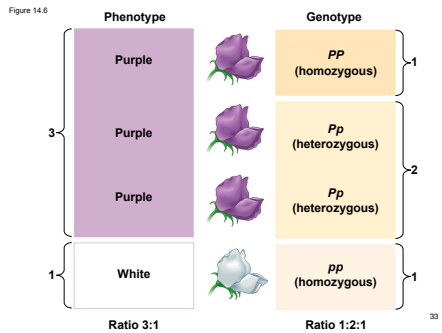 Figure 14.6
Phenotype
Genotype
Purple
PP
(homozygous)
1
3
Purple
Pp
(heterozygous)
2
Purple
Pp
(heterozygous)
1
White
pp
(homozygous)
1
Ratio 3:1
Ratio 1:2:1
33